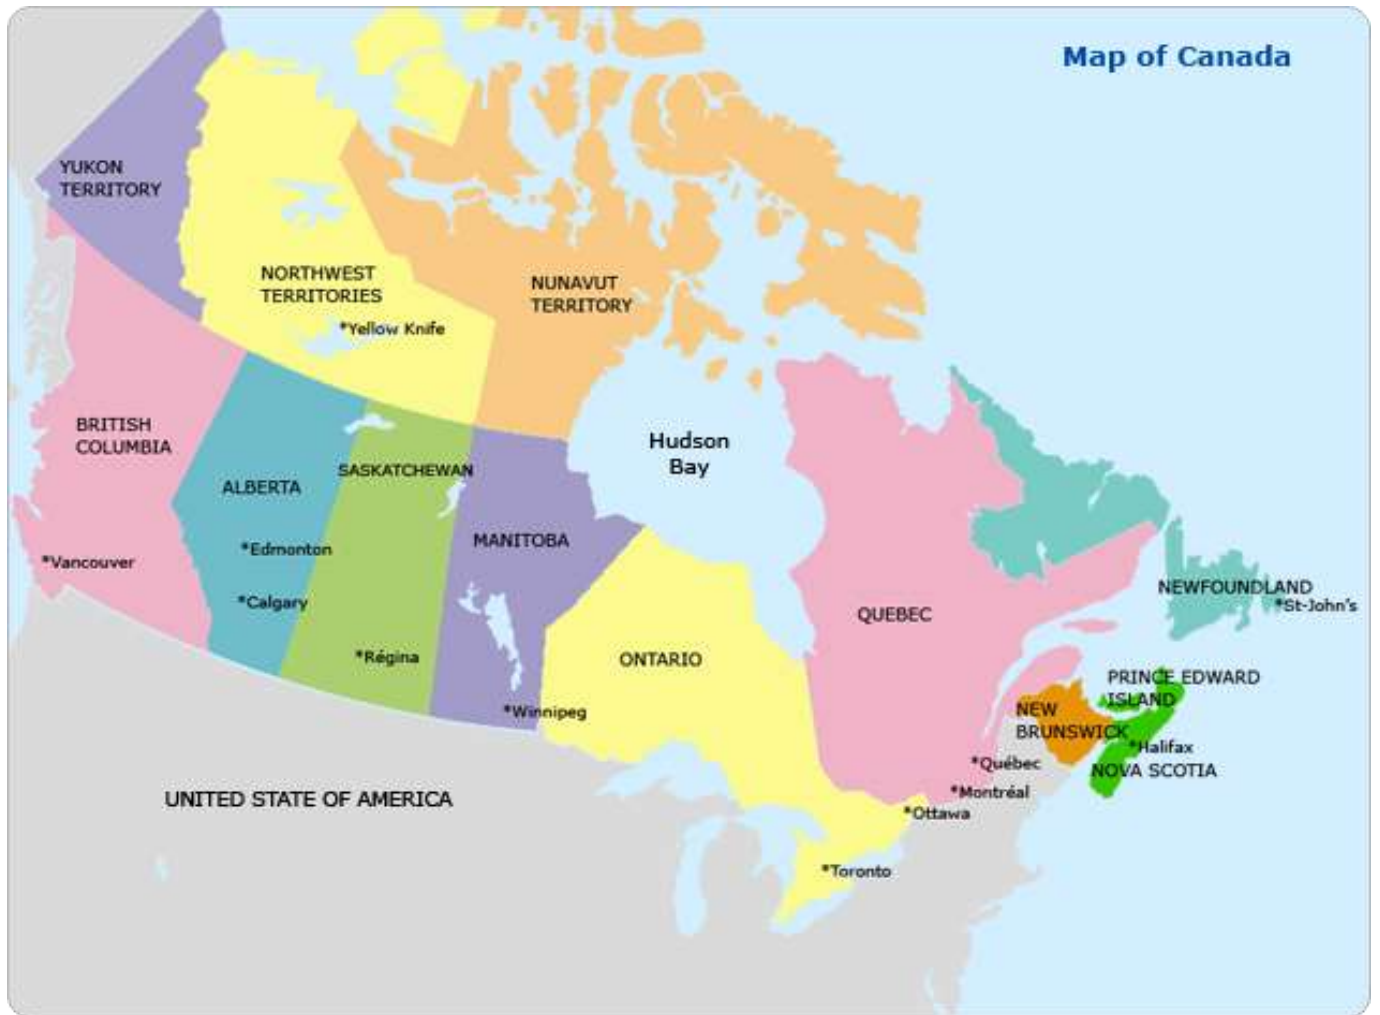 Map of Canada
YUKON
TERRITORY
NORTHWEST
TERRITORIES
*Yellow Knife
NUNAVUT
TERRITORY
BRITISH
COLUMBIA
Hudson
Bay
SASKATCHEWAN
ALBERTA
MANITOBA
*Edmonton
*Vancouver
*Calgary
NEWFOUNDLAND
*St-John's
QUEBEC
*Régina
ONTARIO
PRINCE EDWARD
ISLAND
NEW
BRUNSWICK
*Winnipeg
*Halifax
*Québec
NOVA SCOTIA
*Montréal
UNITED STATE OF AMERICA
*Ottawa
*Toronto